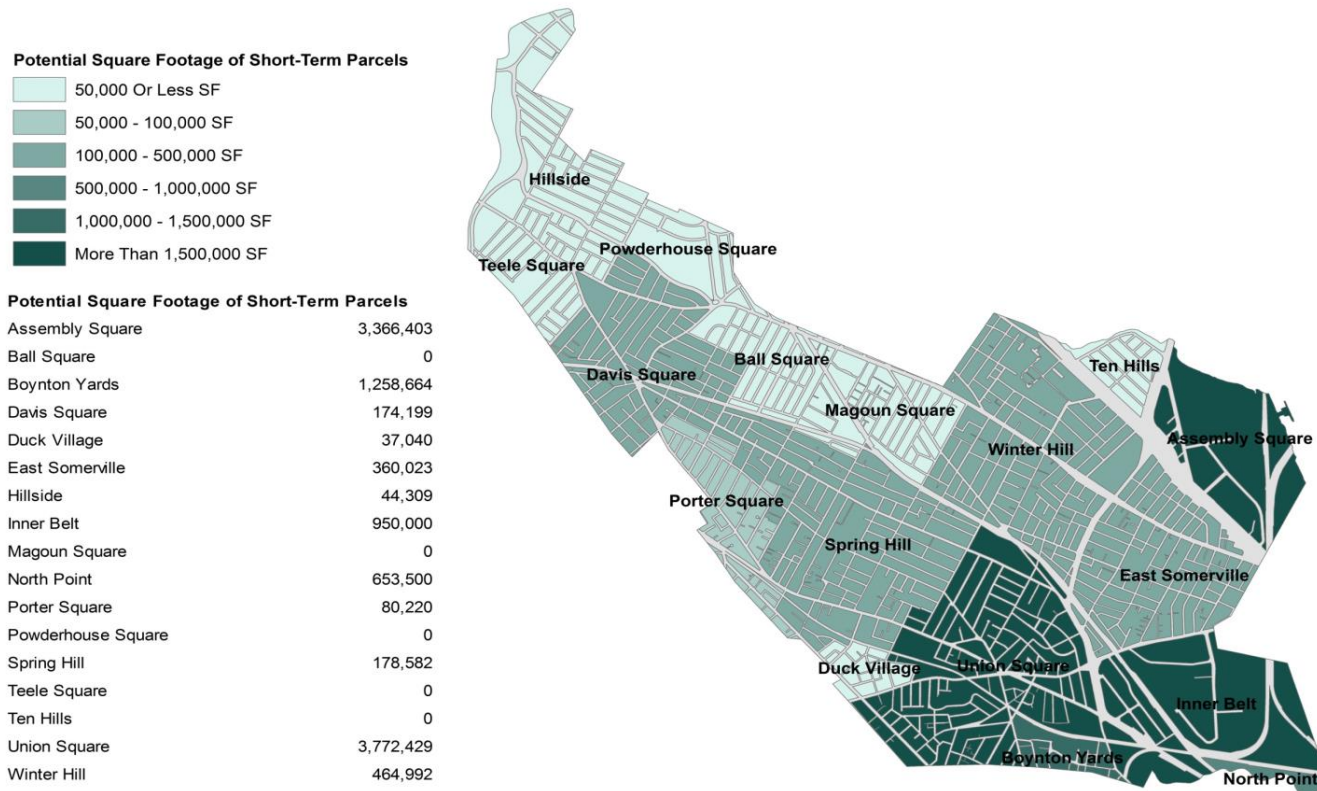 Potential Square Footage of Short-Term Parcels
50,000 Or Less SF
50,000 - 100,000 SF
100,000 - 500,000 SF
500,000 - 1,000,000 SF
1,000,000 - 1,500,000 SF
More Than 1,500,000 SF
Potential Square Footage of Short-Term Parcels
Assembly Square 3,366,403
Ball Square 0
Boynton Yards 1,258,664
Davis Square 174,199
Duck Village 37,040
East Somerville 360,023
Hillside 44,309
Inner Belt 950,000
Magoun Square 0
North Point 653,500
Porter Square 80,220
Powderhouse Square 0
Spring Hill 178,582
Teele Square 0
Ten Hills 0
Union Square 3,772,429
Winter Hill 464,992
Hillside
Powderhouse Square
Teele Square
Ball Square
Davis Square
Ten Hills
Magoun Square
Assembly Square
Winter Hill
Porter Square
Spring Hill
East Somerville
Duck Village
Union Square
Inner Belt
Boynton Yards
North Point